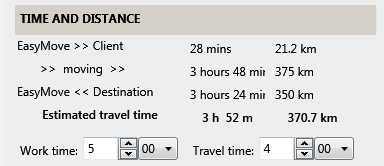 TIME AND DISTANCE
EasyMove >> Client 28 mins 21.2 km
>> moving >> 3 hours 48 min 375 km
EasyMove << Destination 3 hours 24 min 350 km
Estimated travel time 3 h 52 m 370.7 km
Work time: 5 00 Travel time: 4 00